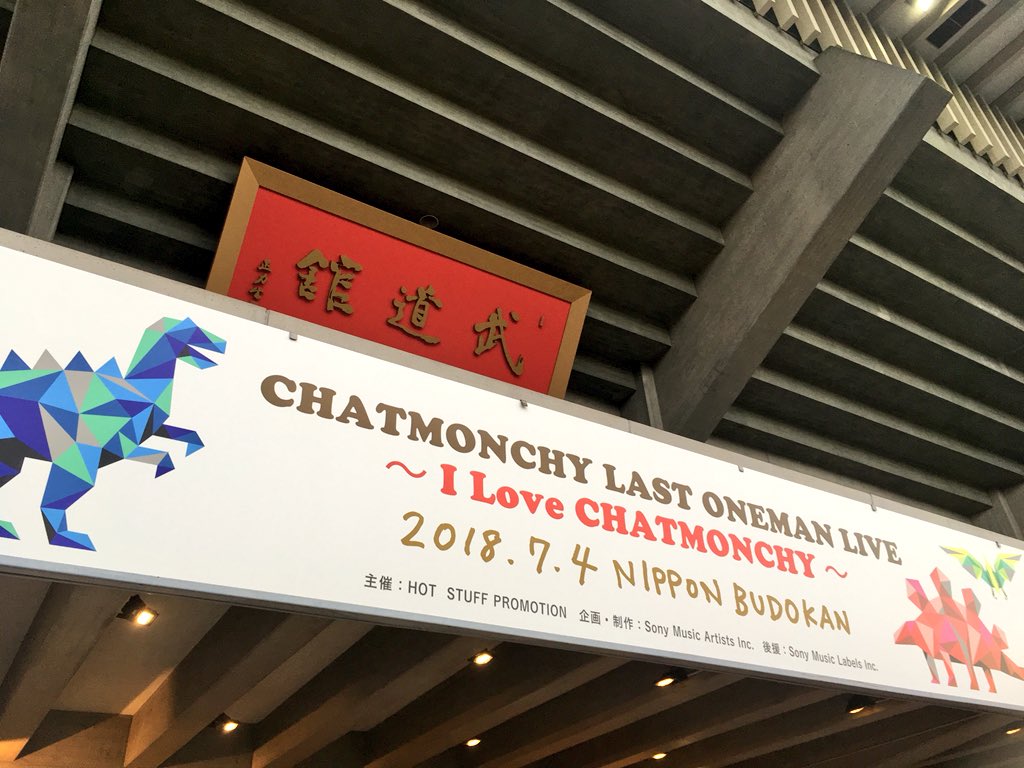 武道館
CHATMONCHY LAST ONEMAN LIVE
～ I Love CHATMONCHY ～
2018.7.4 NIPPON BUDOKAN
主催：HOT STUFF PROMOTION 企画・制作：Sony Music Artists Inc. 後援：Sony Music Labels Inc.